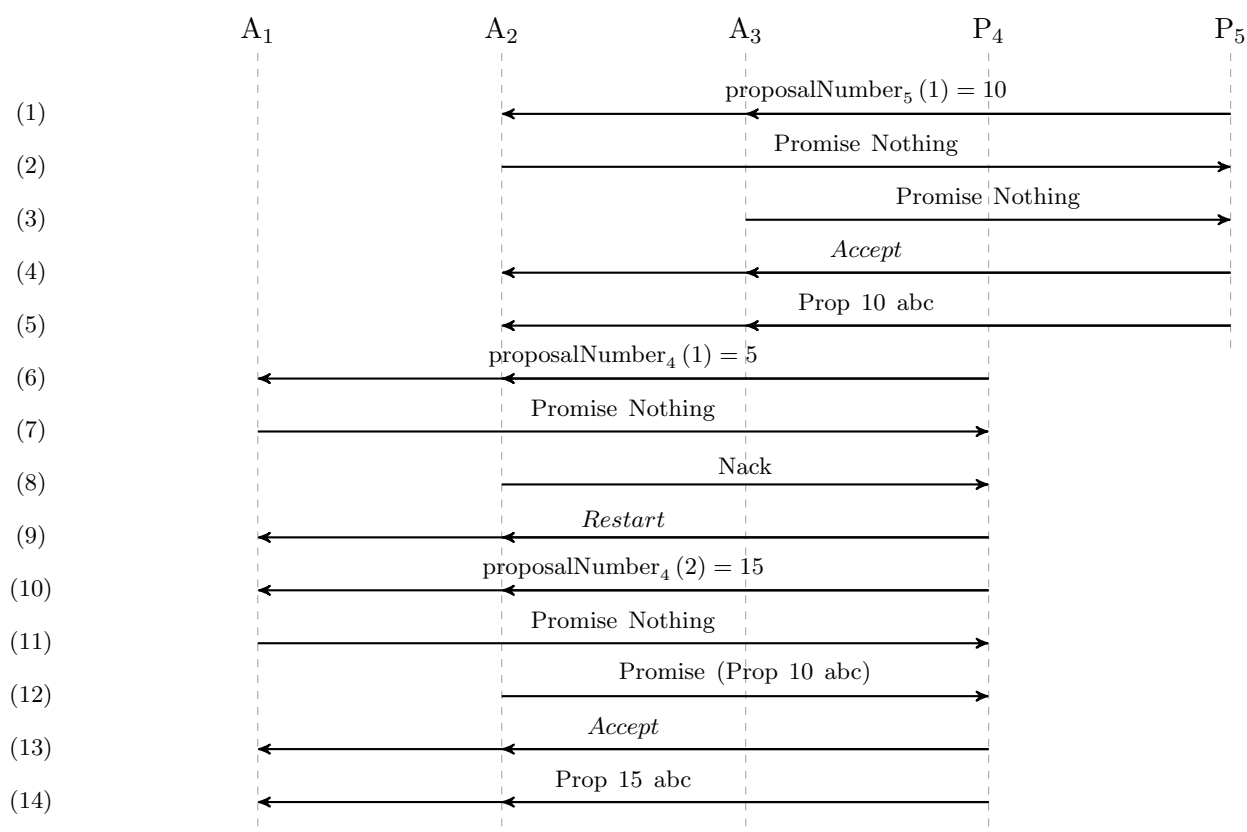 A₁ A₂ A₃ P₄ P₅
(1) proposalNumber₅ (1) = 10
(2) Promise Nothing
(3) Promise Nothing
(4) Accept
(5) Prop 10 abc
(6) proposalNumber₄ (1) = 5
(7) Promise Nothing
(8) Nack
(9) Restart
(10) proposalNumber₄ (2) = 15
(11) Promise Nothing
(12) Promise (Prop 10 abc)
(13) Accept
(14) Prop 15 abc